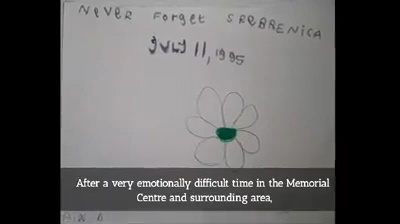 NeVeR FoRget SREBRENICA
JULY 11, 1995
After a very emotionally difficult time in the Memorial
Centre and surrounding area,